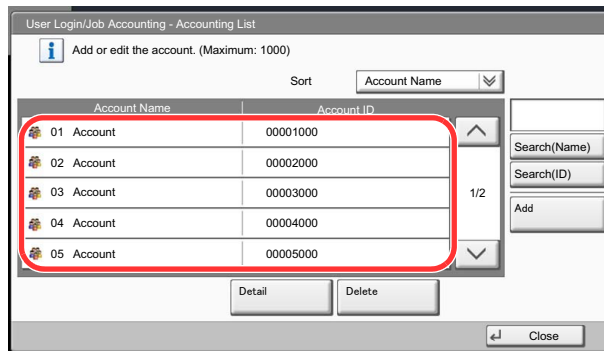 User Login/Job Accounting - Accounting List
i Add or edit the account. (Maximum: 1000)
Sort Account Name
Account Name Account ID
01 Account 00001000
02 Account 00002000
03 Account 00003000
04 Account 00004000
05 Account 00005000
1/2
Search(Name)
Search(ID)
Add
Detail Delete
Close